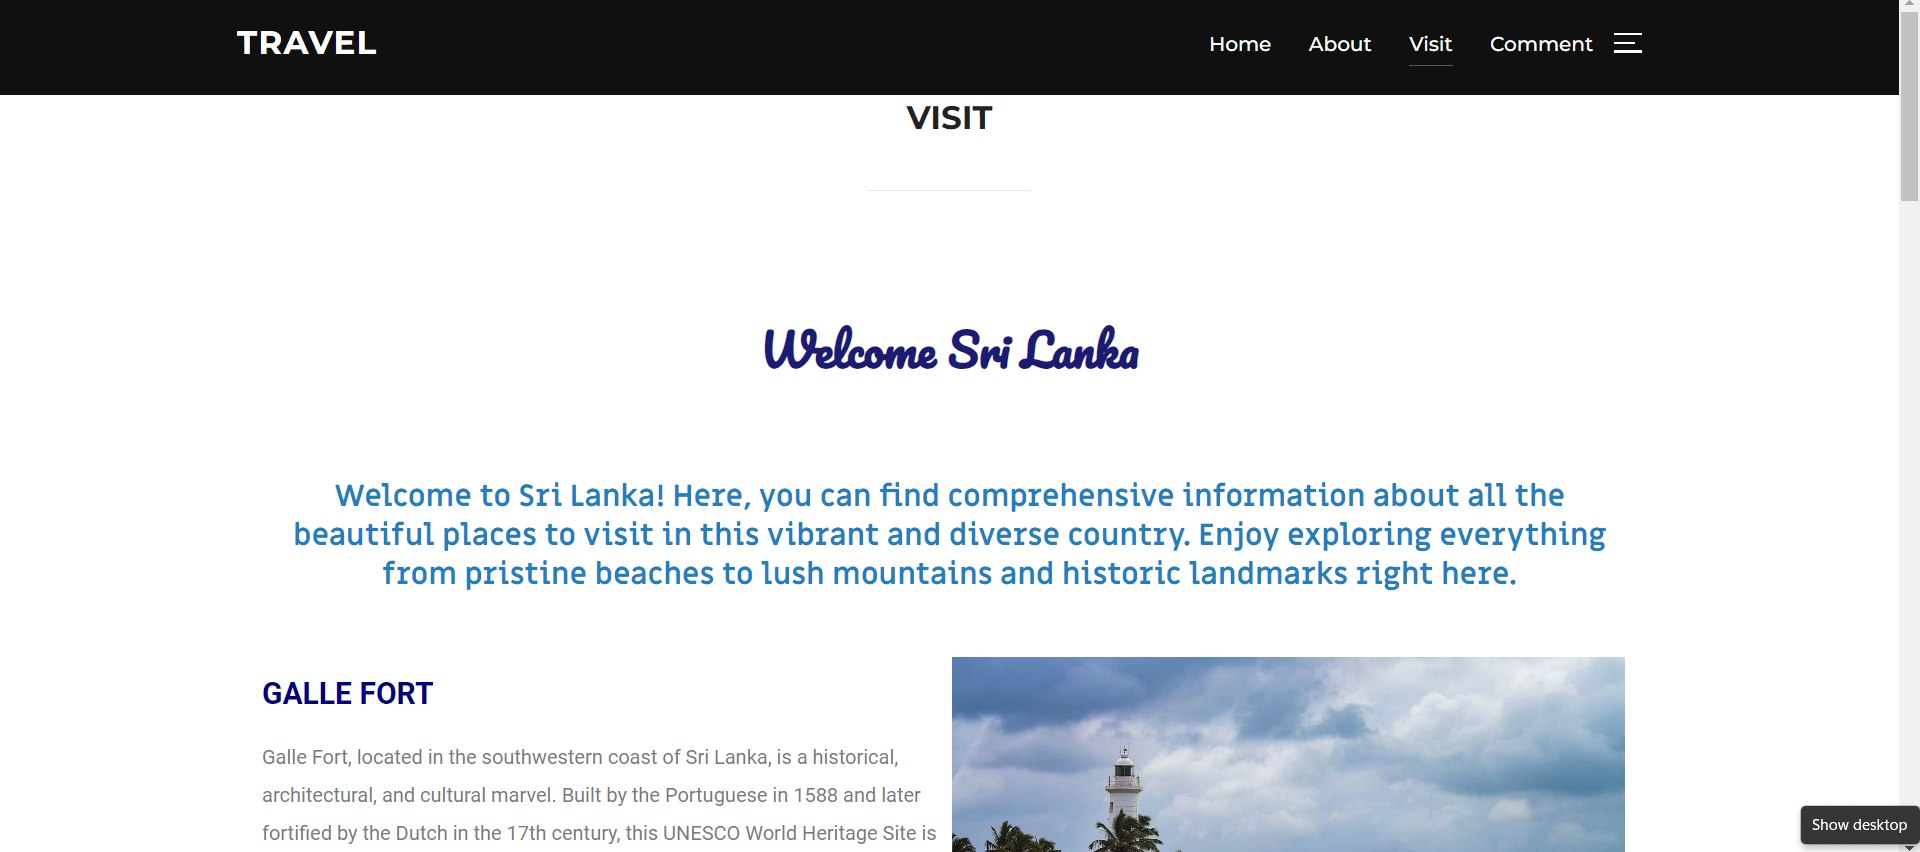 TRAVEL
Home About Visit Comment
VISIT
Welcome Sri Lanka
Welcome to Sri Lanka! Here, you can find comprehensive information about all the
beautiful places to visit in this vibrant and diverse country. Enjoy exploring everything
from pristine beaches to lush mountains and historic landmarks right here.
GALLE FORT
Galle Fort, located in the southwestern coast of Sri Lanka, is a historical,
architectural, and cultural marvel. Built by the Portuguese in 1588 and later
fortified by the Dutch in the 17th century, this UNESCO World Heritage Site is
Show desktop